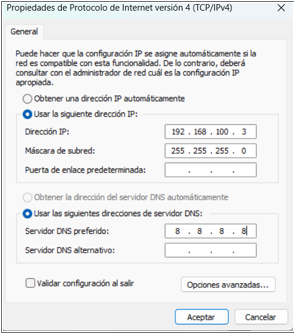 Propiedades de Protocolo de Internet versión 4 (TCP/IPv4)
General
Puede hacer que la configuración IP se asigne automáticamente si la
red es compatible con esta funcionalidad. De lo contrario, deberá
consultar con el administrador de red cuál es la configuración IP
apropiada.
Obtener una dirección IP automáticamente
Usar la siguiente dirección IP:
Dirección IP: 192 . 168 . 100 . 3
Máscara de subred: 255 . 255 . 255 . 0
Puerta de enlace predeterminada: . . .
Obtener la dirección del servidor DNS automáticamente
Usar las siguientes direcciones de servidor DNS:
Servidor DNS preferido: 8 . 8 . 8 . 8
Servidor DNS alternativo: . . .
Validar configuración al salir
Opciones avanzadas...
Aceptar Cancelar